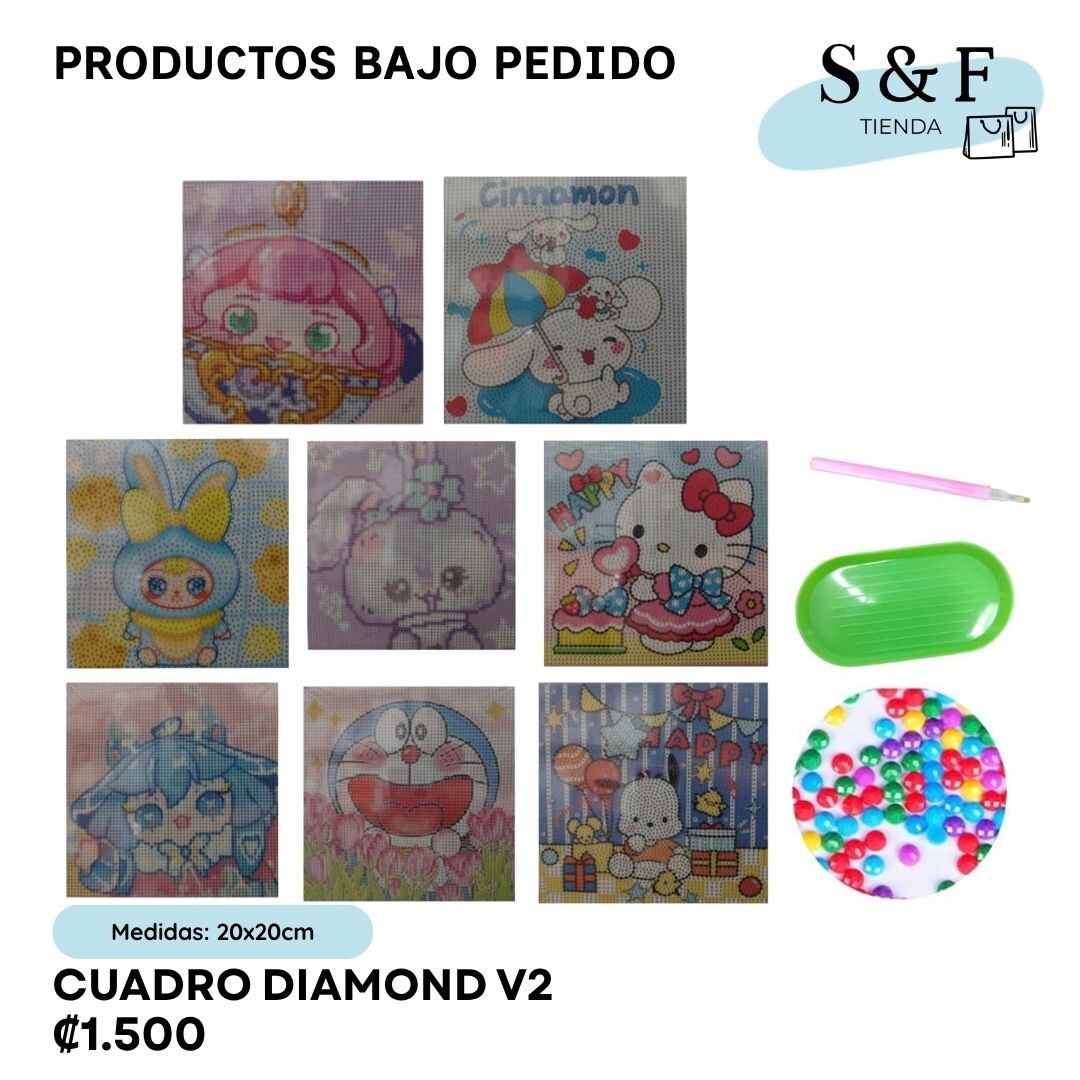 PRODUCTOS BAJO PEDIDO
S & F
TIENDA
Cinnamon
HAPPY
HAPPY
Medidas: 20x20cm
CUADRO DIAMOND V2
₡1.500